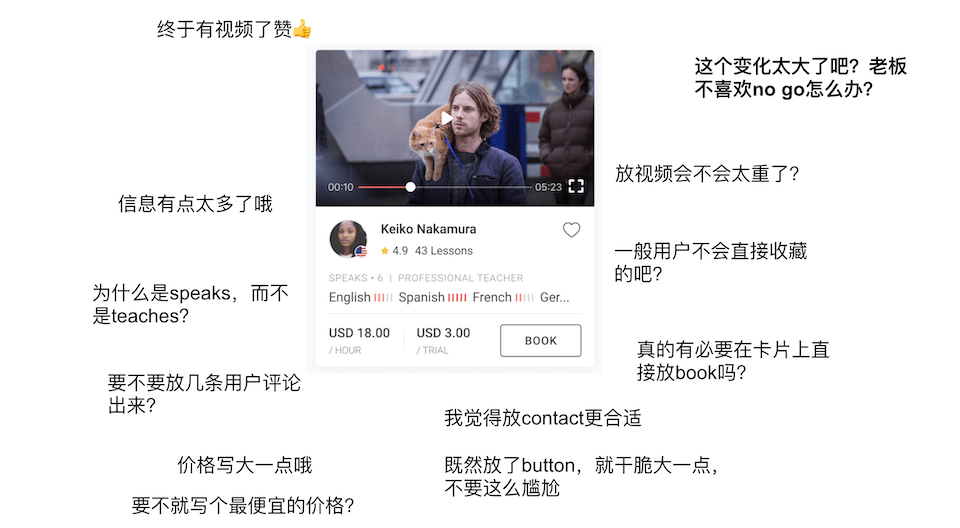 终于有视频了赞👍
这个变化太大了吧？老板
不喜欢no go怎么办？
00:10
05:23
放视频会不会太重了？
信息有点太多了哦
Keiko Nakamura
4.9 43 Lessons
一般用户不会直接收藏
的吧？
SPEAKS • 6 | PROFESSIONAL TEACHER
English Spanish French Ger...
为什么是speaks，而不
是teaches？
USD 18.00
/ HOUR
USD 3.00
/ TRIAL
BOOK
真的有必要在卡片上直
接放book吗？
要不要放几条用户评论
出来？
我觉得放contact更合适
价格写大一点哦
既然放了button，就干脆大一点，
不要这么尴尬
要不就写个最便宜的价格？